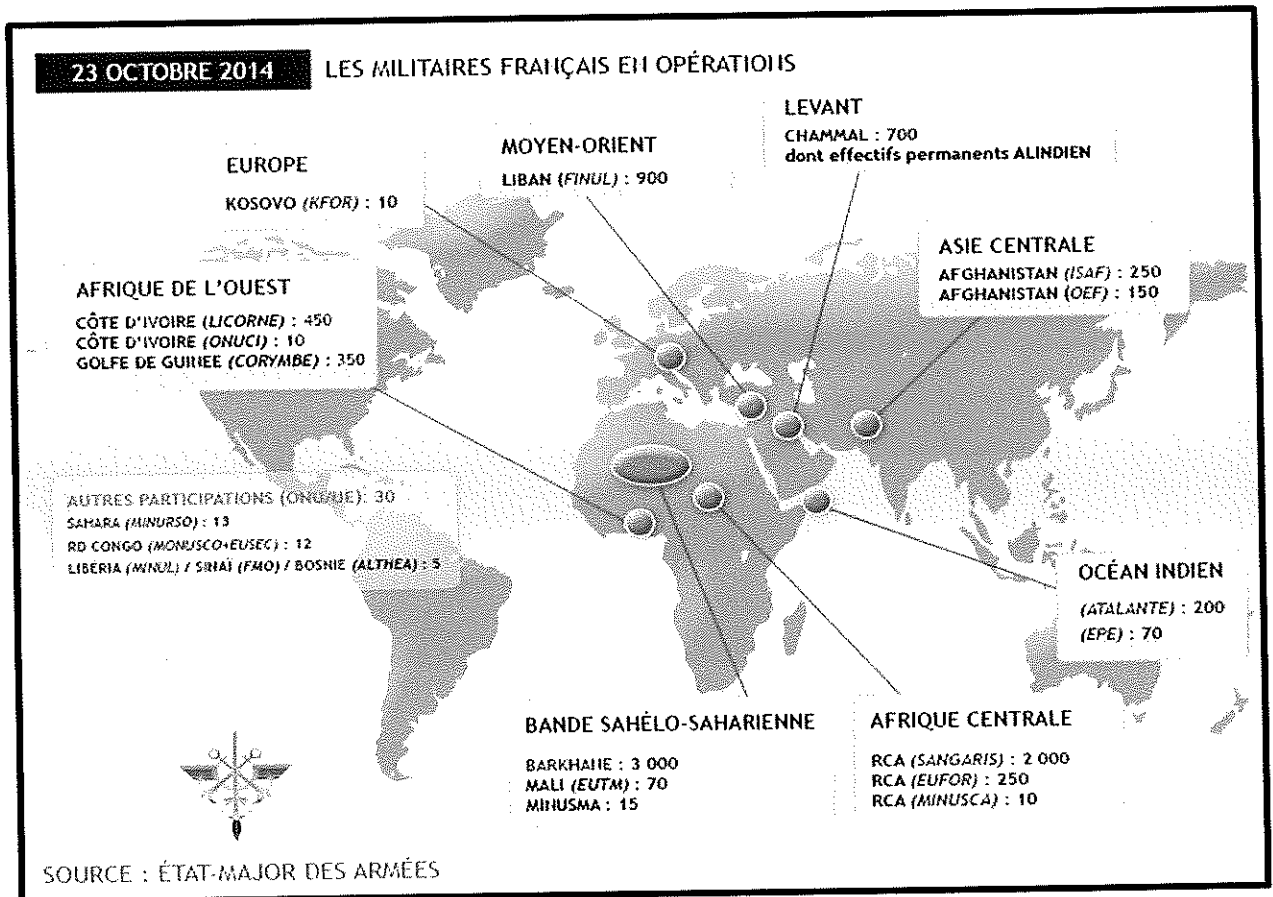 23 OCTOBRE 2014 LES MILITAIRES FRANÇAIS EN OPÉRATIONS
LEVANT
CHAMMAL : 700
dont effectifs permanents ALINDIEN
MOYEN-ORIENT
LIBAN (FINUL) : 900
EUROPE
KOSOVO (KFOR) : 10
ASIE CENTRALE
AFGHANISTAN (ISAF) : 250
AFGHANISTAN (OEF) : 150
AFRIQUE DE L'OUEST
CÔTE D'IVOIRE (LICORNE) : 450
CÔTE D'IVOIRE (ONUCI) : 10
GOLFE DE GUINEE (CORYMBE) : 350
AUTRES PARTICIPATIONS (ONU/UE): 30
SAHARA (MINURSO) : 13
RD CONGO (MONUSCO+EUSEC) : 12
LIBERIA (MINUL) / SINAÏ (FMO) / BOSNIE (ALTHEA) : 5
OCÉAN INDIEN
(ATALANTE) : 200
(EPE) : 70
BANDE SAHÉLO-SAHARIENNE
BARKHANE : 3 000
MALI (EUTM) : 70
MINUSMA : 15
AFRIQUE CENTRALE
RCA (SANGARIS) : 2 000
RCA (EUFOR) : 250
RCA (MINUSCA) : 10
SOURCE : ÉTAT-MAJOR DES ARMÉES